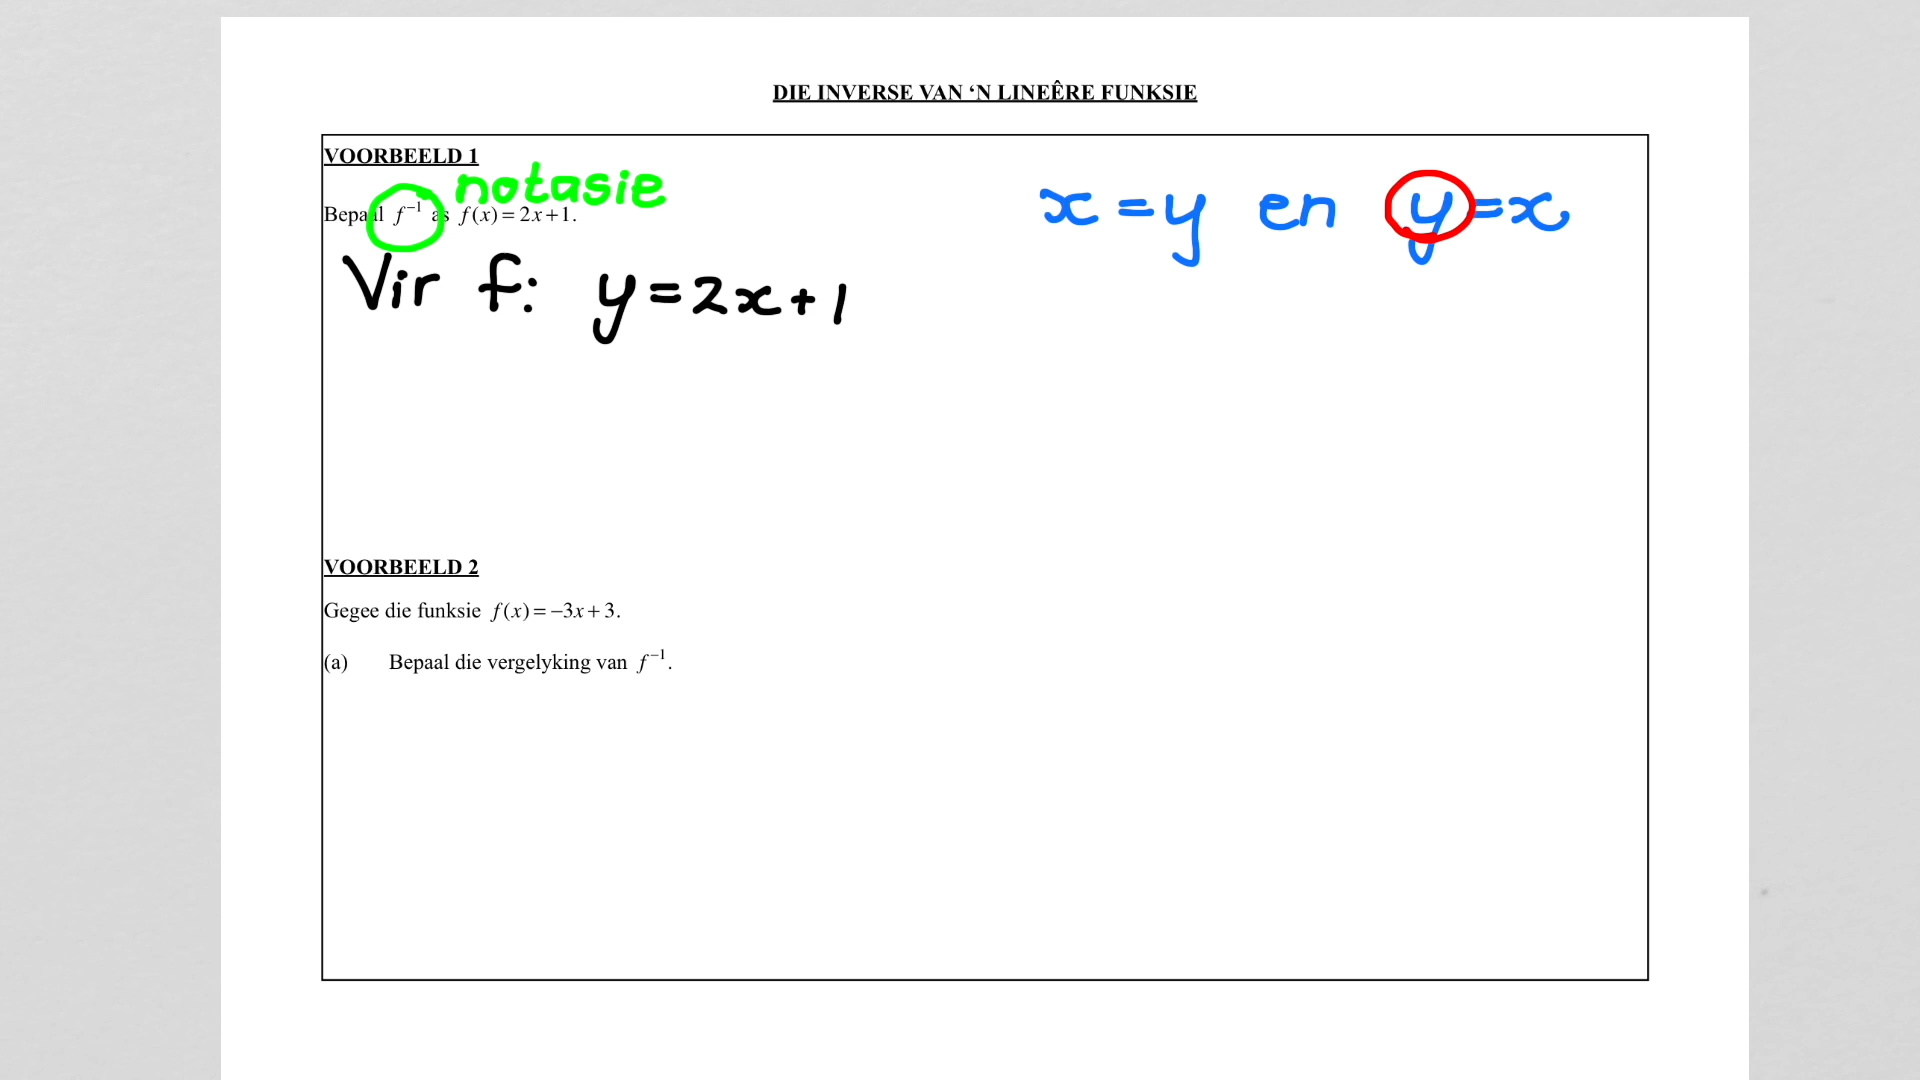 DIE INVERSE VAN ‘N LINEÊRE FUNKSIE
VOORBEELD 1
notasie
Bepaal f⁻¹ as f(x) = 2x + 1.
x = y en y = x
Vir f: y = 2x + 1
VOORBEELD 2
Gegee die funksie f(x) = −3x + 3.
(a) Bepaal die vergelyking van f⁻¹.